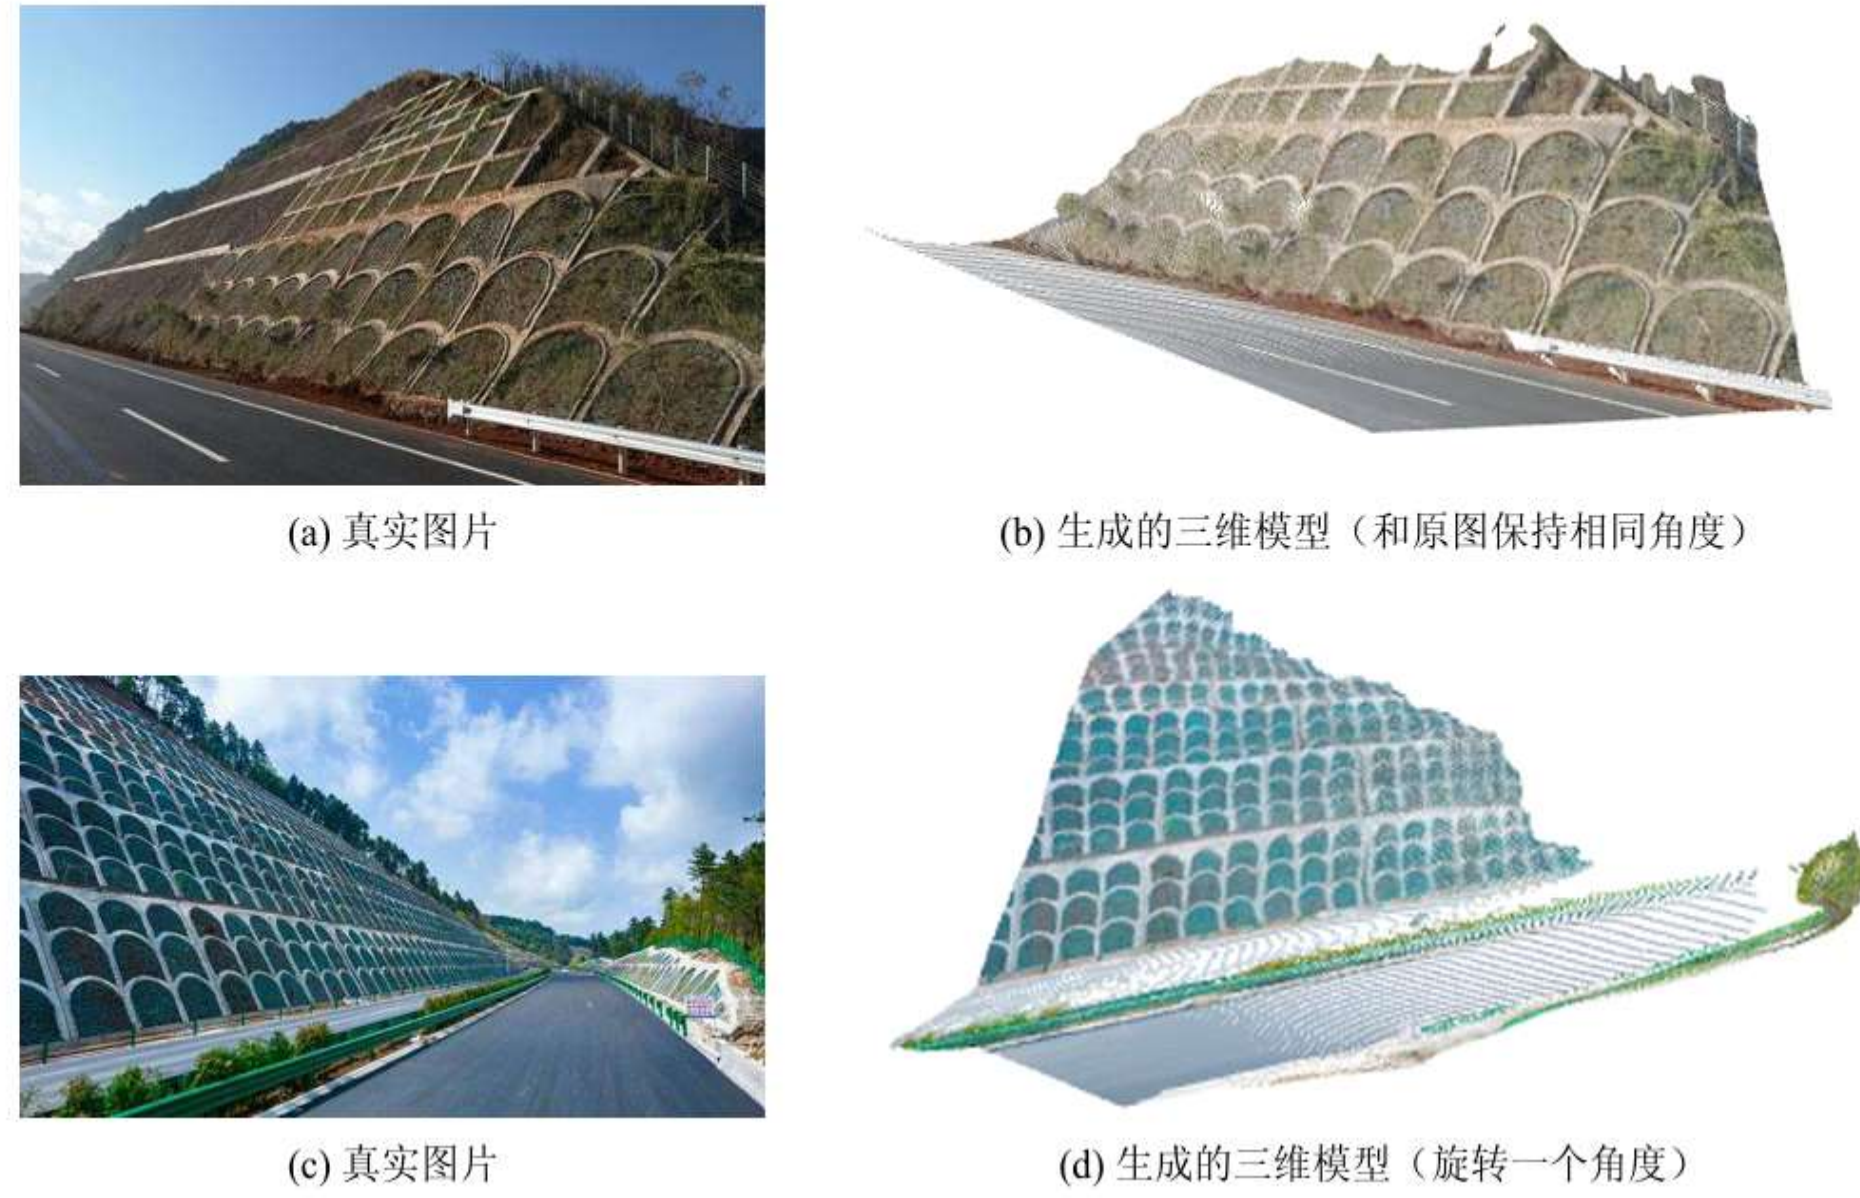 (a) 真实图片
(b) 生成的三维模型（和原图保持相同角度）
(c) 真实图片
(d) 生成的三维模型（旋转一个角度）